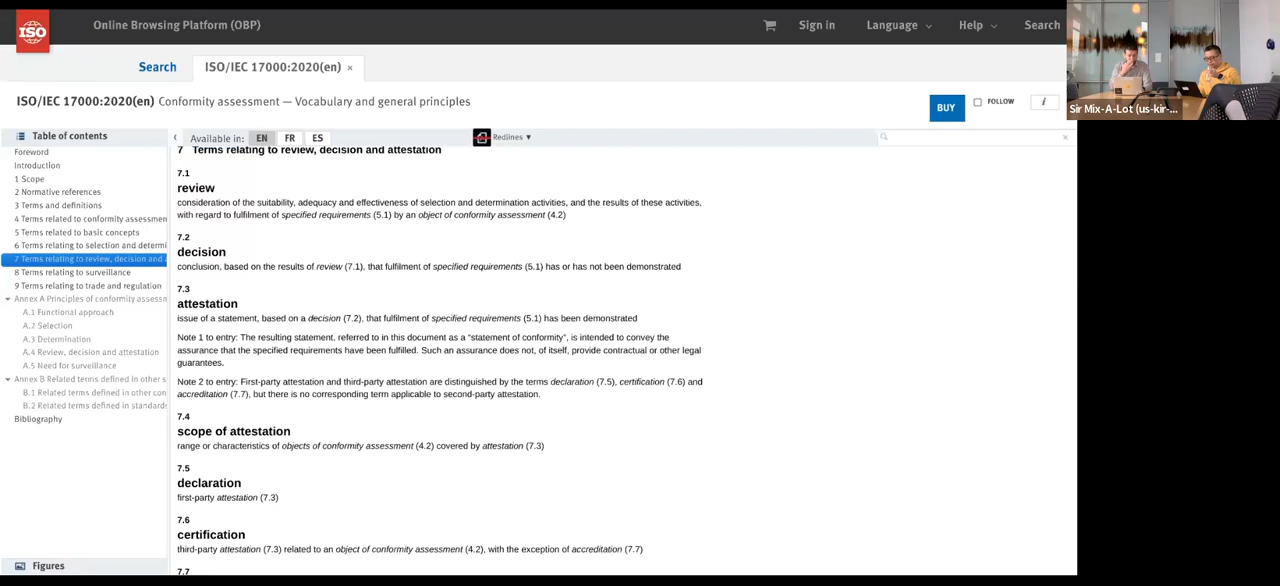 ISO
Online Browsing Platform (OBP)
Sign in
Language
Help
Search
Search
ISO/IEC 17000:2020(en) ×
ISO/IEC 17000:2020(en) Conformity assessment — Vocabulary and general principles
BUY
FOLLOW
i
Sir Mix-A-Lot (us-kir-...
Table of contents
Available in: EN FR ES
Redlines ▼
×
Foreword
Introduction
1 Scope
2 Normative references
3 Terms and definitions
4 Terms related to conformity assessmen
5 Terms related to basic concepts
6 Terms relating to selection and determi
7 Terms relating to review, decision and a
8 Terms relating to surveillance
9 Terms relating to trade and regulation
Annex A Principles of conformity assessm
A.1 Functional approach
A.2 Selection
A.3 Determination
A.4 Review, decision and attestation
A.5 Need for surveillance
Annex B Related terms defined in other s
B.1 Related terms defined in other con
B.2 Related terms defined in standards
Bibliography
Figures
7 Terms relating to review, decision and attestation
7.1
review
consideration of the suitability, adequacy and effectiveness of selection and determination activities, and the results of these activities,
with regard to fulfilment of specified requirements (5.1) by an object of conformity assessment (4.2)
7.2
decision
conclusion, based on the results of review (7.1), that fulfilment of specified requirements (5.1) has or has not been demonstrated
7.3
attestation
issue of a statement, based on a decision (7.2), that fulfilment of specified requirements (5.1) has been demonstrated
Note 1 to entry: The resulting statement, referred to in this document as a “statement of conformity”, is intended to convey the
assurance that the specified requirements have been fulfilled. Such an assurance does not, of itself, provide contractual or other legal
guarantees.
Note 2 to entry: First-party attestation and third-party attestation are distinguished by the terms declaration (7.5), certification (7.6) and
accreditation (7.7), but there is no corresponding term applicable to second-party attestation.
7.4
scope of attestation
range or characteristics of objects of conformity assessment (4.2) covered by attestation (7.3)
7.5
declaration
first-party attestation (7.3)
7.6
certification
third-party attestation (7.3) related to an object of conformity assessment (4.2), with the exception of accreditation (7.7)
7.7